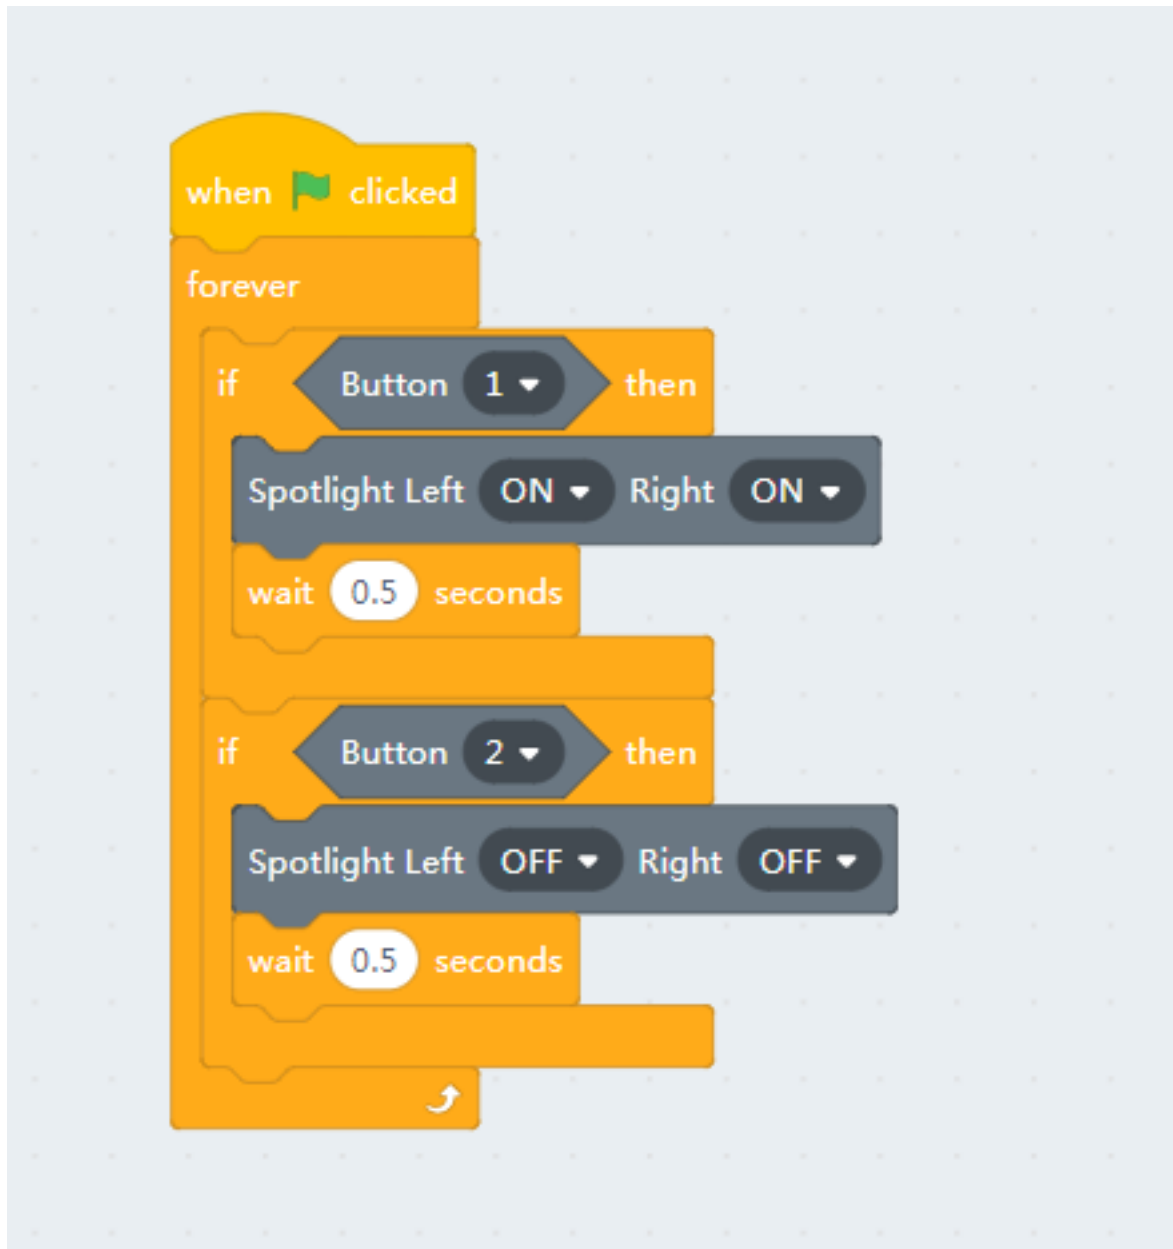 when clicked
forever
if Button 1 then
Spotlight Left ON Right ON
wait 0.5 seconds
if Button 2 then
Spotlight Left OFF Right OFF
wait 0.5 seconds